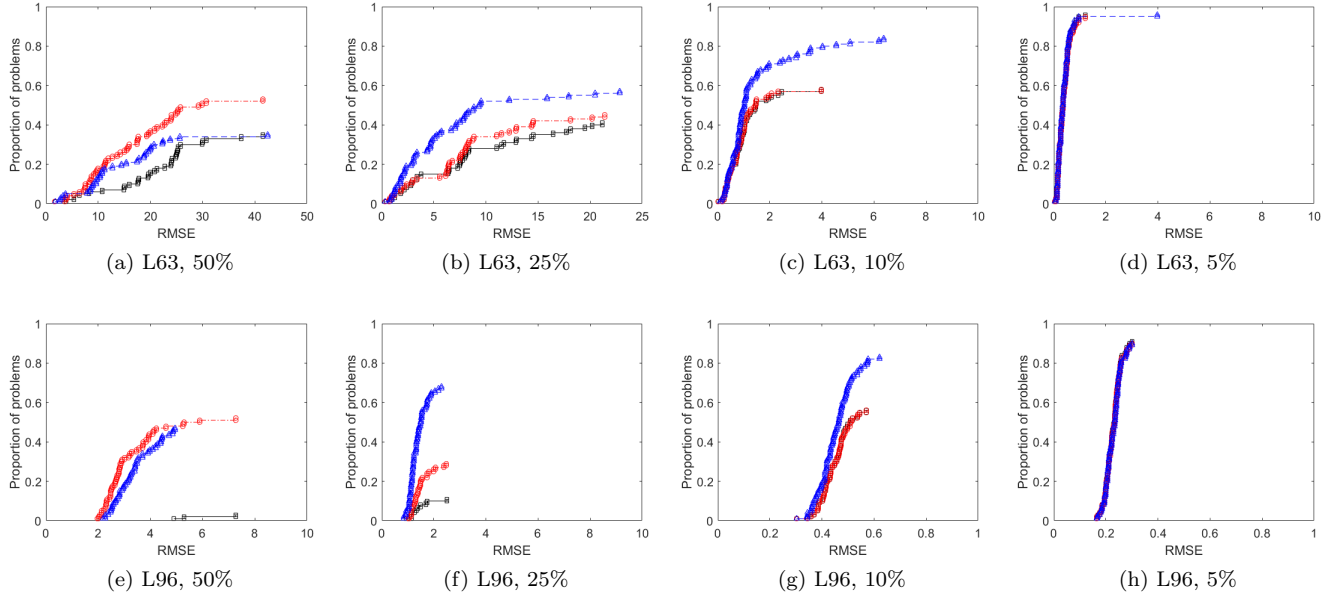 1
0.8
0.6
0.4
0.2
0
Proportion of problems
0 10 20 30 40 50
RMSE
(a) L63, 50%
1
0.8
0.6
0.4
0.2
0
Proportion of problems
0 5 10 15 20 25
RMSE
(b) L63, 25%
1
0.8
0.6
0.4
0.2
0
Proportion of problems
0 2 4 6 8 10
RMSE
(c) L63, 10%
1
0.8
0.6
0.4
0.2
0
Proportion of problems
0 2 4 6 8 10
RMSE
(d) L63, 5%
1
0.8
0.6
0.4
0.2
0
Proportion of problems
0 2 4 6 8 10
RMSE
(e) L96, 50%
1
0.8
0.6
0.4
0.2
0
Proportion of problems
0 2 4 6 8 10
RMSE
(f) L96, 25%
1
0.8
0.6
0.4
0.2
0
Proportion of problems
0 0.2 0.4 0.6 0.8 1
RMSE
(g) L96, 10%
1
0.8
0.6
0.4
0.2
0
Proportion of problems
0 0.2 0.4 0.6 0.8 1
RMSE
(h) L96, 5%